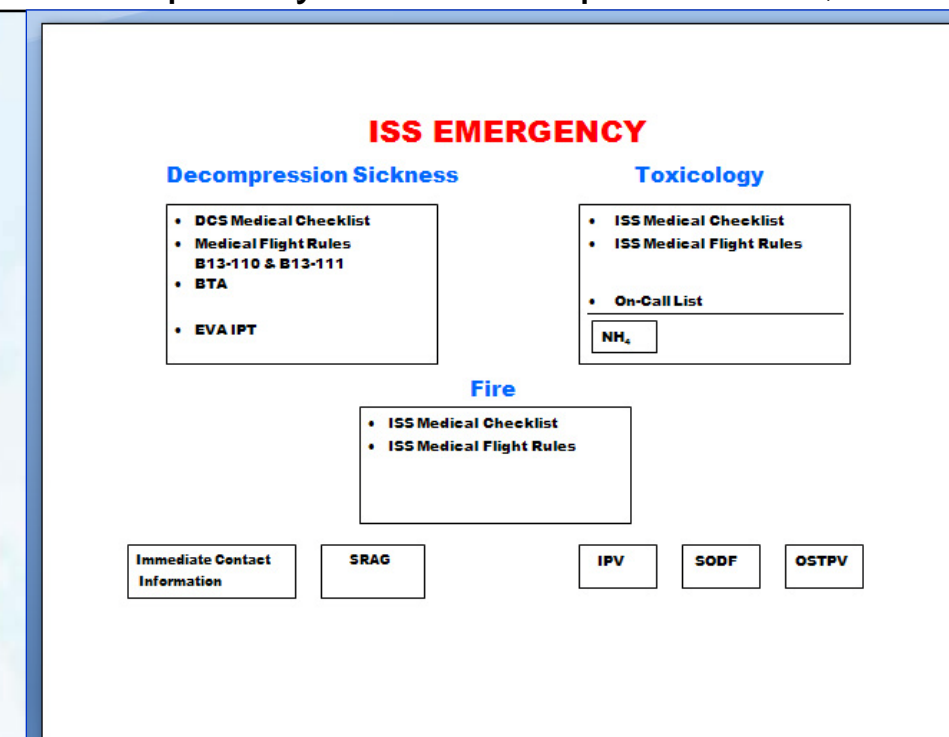 ISS EMERGENCY
Decompression Sickness
• DCS Medical Checklist
• Medical Flight Rules
B13-110 & B13-111
• BTA
• EVA IPT
Toxicology
• ISS Medical Checklist
• ISS Medical Flight Rules
• On-Call List
NH₄
Fire
• ISS Medical Checklist
• ISS Medical Flight Rules
Immediate Contact
Information
SRAG
IPV
SODF
OSTPV